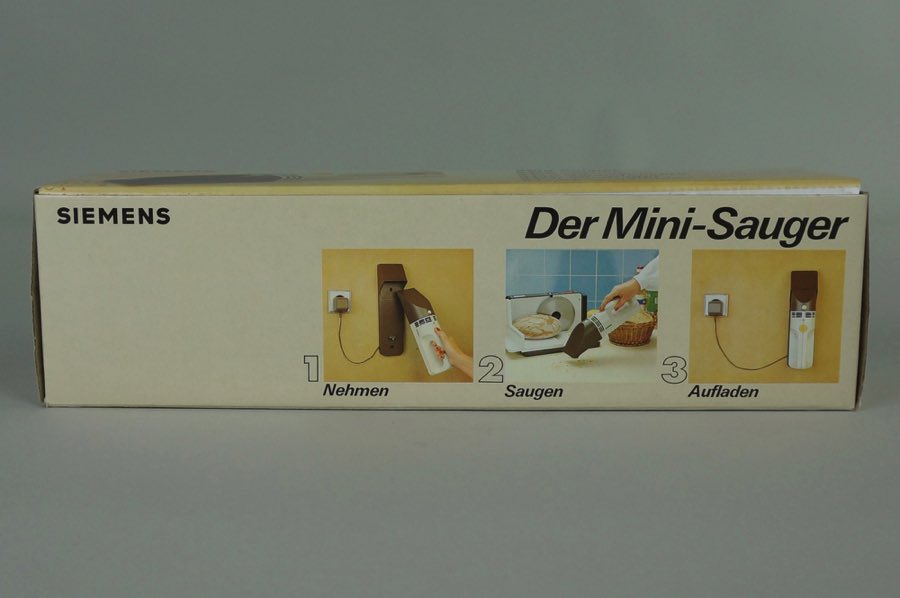 SIEMENS
Der Mini-Sauger
1 Nehmen
2 Saugen
3 Aufladen